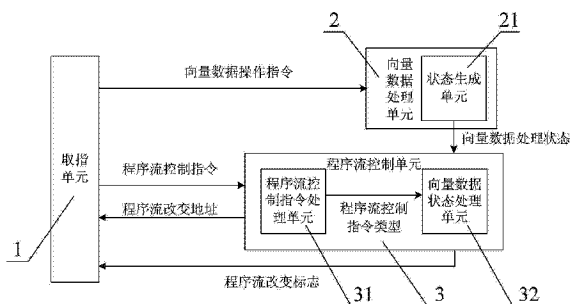 2
21
向量
数据
处理
单元
状态生成
单元
向量数据操作指令
向量数据处理状态
取指
单元
1
程序流控制指令
程序流改变地址
程序流控制单元
程序流控
制指令处
理单元
程序流控制
指令类型
向量数据
状态处理
单元
31
3
32
程序流改变标志